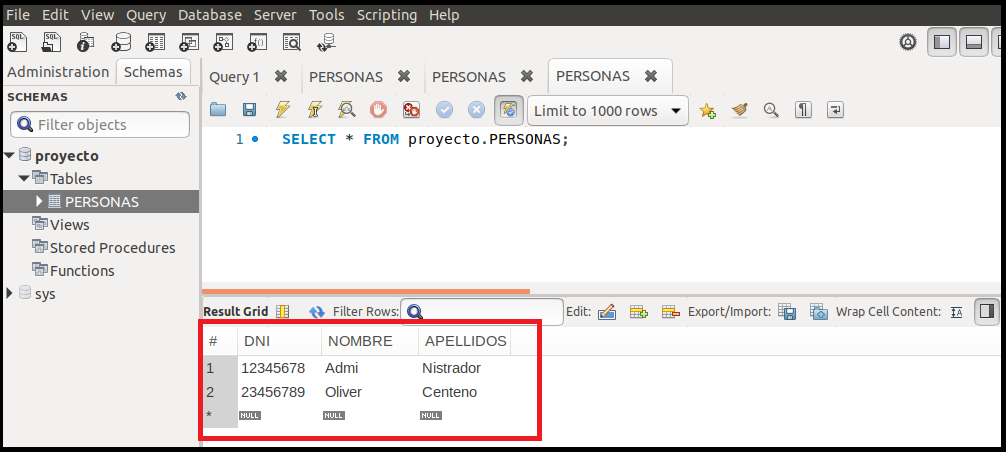 File Edit View Query Database Server Tools Scripting Help
Administration Schemas
SCHEMAS
Filter objects
proyecto
Tables
PERSONAS
Views
Stored Procedures
Functions
sys
Query 1 PERSONAS PERSONAS PERSONAS
Limit to 1000 rows
1 SELECT * FROM proyecto.PERSONAS;
Result Grid Filter Rows: Edit: Export/Import: Wrap Cell Content:
# DNI NOMBRE APELLIDOS
1 12345678 Admi Nistrador
2 23456789 Oliver Centeno
* NULL NULL NULL